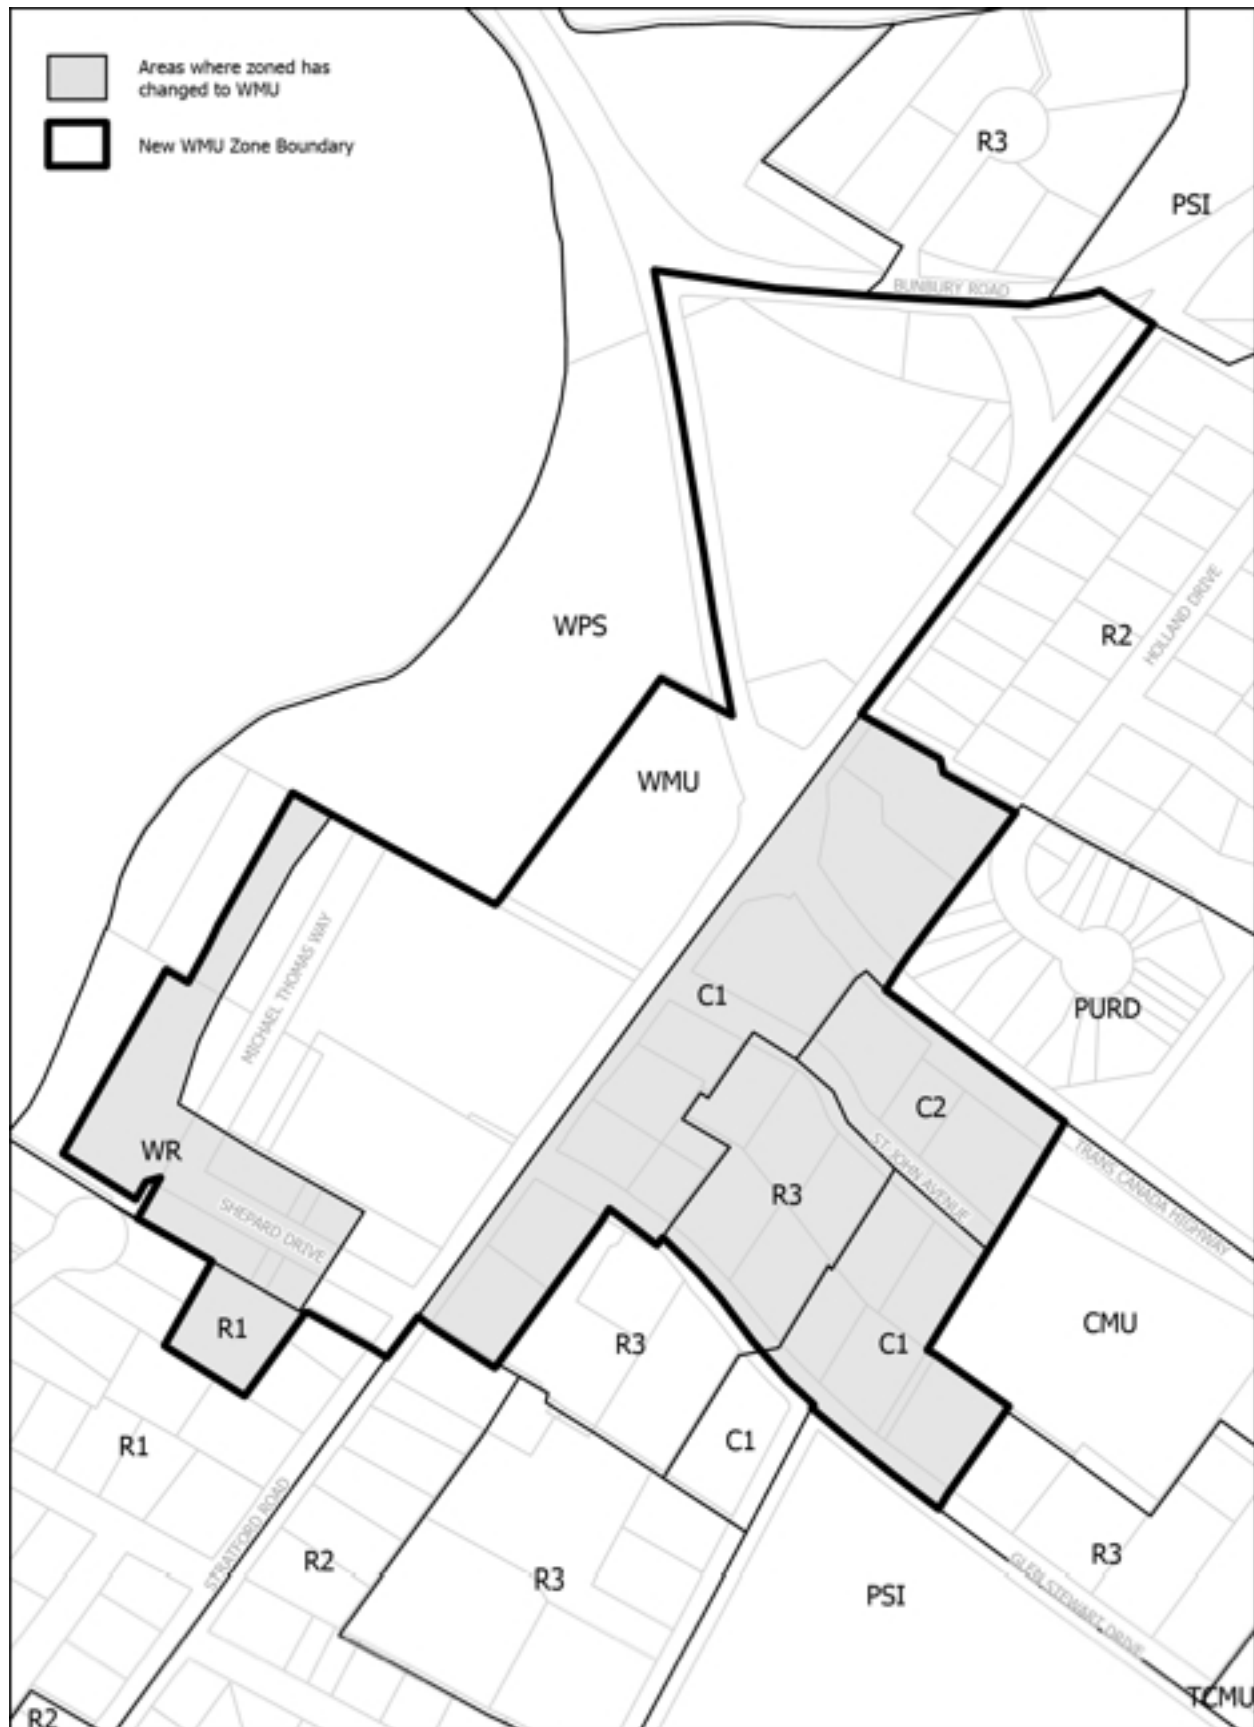 Areas where zoned has
changed to WMU
New WMU Zone Boundary
R3
PSI
BUNBURY ROAD
WPS
R2
HOLLAND DRIVE
WMU
MICHAEL THOMAS WAY
C1
PURD
C2
WR
R3
ST. JOHN AVENUE
TRANS CANADA HIGHWAY
SHEPARD DRIVE
R1
R3
C1
CMU
R1
C1
STRATFORD ROAD
R2
R3
PSI
R3
GLEN STEWART DRIVE
TCMU
R2